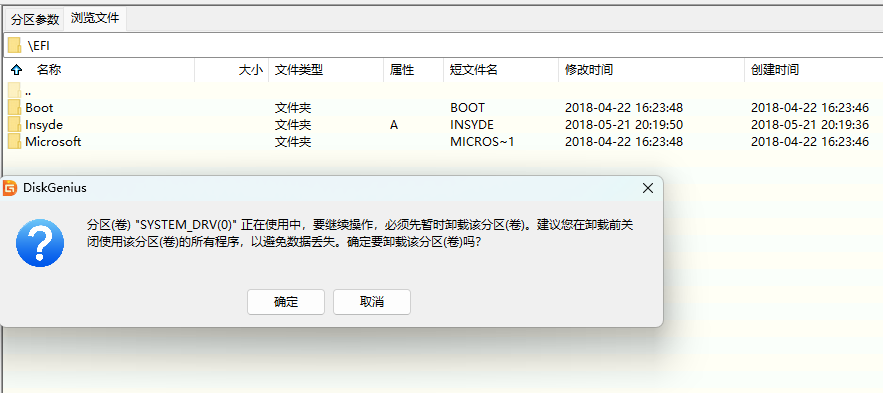 分区参数 浏览文件
\EFI
名称 大小 文件类型 属性 短文件名 修改时间 创建时间
..
Boot 文件夹 BOOT 2018-04-22 16:23:48 2018-04-22 16:23:46
Insyde 文件夹 A INSYDE 2018-05-21 20:19:50 2018-05-21 20:19:36
Microsoft 文件夹 MICROS~1 2018-04-22 16:23:48 2018-04-22 16:23:46
DiskGenius
分区(卷) "SYSTEM_DRV(0)" 正在使用中，要继续操作，必须先暂时卸载该分区(卷)。建议您在卸载前关
闭使用该分区(卷)的所有程序，以避免数据丢失。确定要卸载该分区(卷)吗?
确定 取消